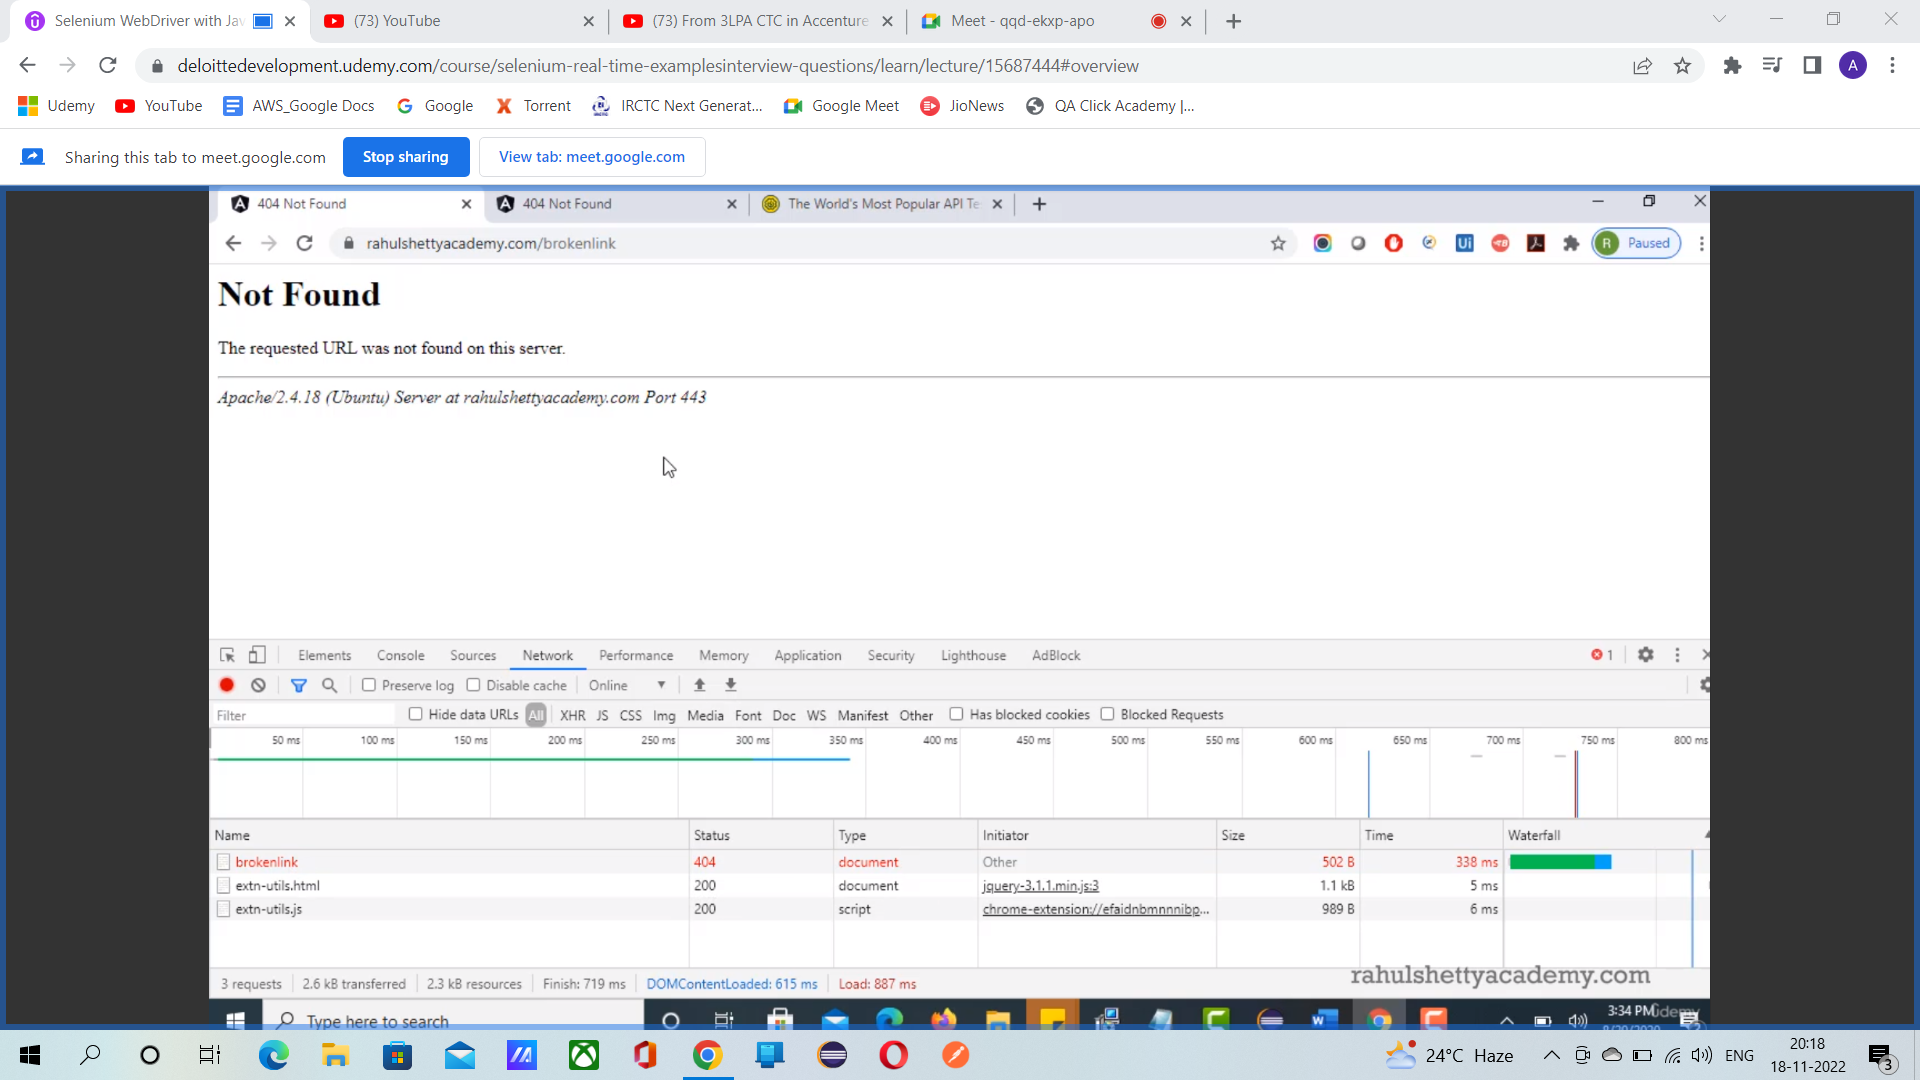 Selenium WebDriver with Jav
(73) YouTube
(73) From 3LPA CTC in Accenture
Meet - qqd-ekxp-apo
deloittedevelopment.udemy.com/course/selenium-real-time-examplesinterview-questions/learn/lecture/15687444#overview
A
Udemy
YouTube
AWS_Google Docs
Google
Torrent
IRCTC Next Generat...
Google Meet
JioNews
QA Click Academy |...
Sharing this tab to meet.google.com
Stop sharing
View tab: meet.google.com
404 Not Found
404 Not Found
The World's Most Popular API Te
rahulshettyacademy.com/brokenlink
Ui
R Paused
Not Found
The requested URL was not found on this server.
Apache/2.4.18 (Ubuntu) Server at rahulshettyacademy.com Port 443
Elements Console Sources Network Performance Memory Application Security Lighthouse AdBlock 1
Preserve log Disable cache Online
Filter Hide data URLs All XHR JS CSS Img Media Font Doc WS Manifest Other Has blocked cookies Blocked Requests
50 ms 100 ms 150 ms 200 ms 250 ms 300 ms 350 ms 400 ms 450 ms 500 ms 550 ms 600 ms 650 ms 700 ms 750 ms 800 ms
Name Status Type Initiator Size Time Waterfall
brokenlink 404 document Other 502 B 338 ms
extn-utils.html 200 document jquery-3.1.1.min.js:3 1.1 kB 5 ms
extn-utils.js 200 script chrome-extension://efaidnbmnnnibp... 989 B 6 ms
rahulshettyacademy.com
3 requests 2.6 kB transferred 2.3 kB resources Finish: 719 ms DOMContentLoaded: 615 ms Load: 887 ms
Type here to search
3:34 PM
Udemy
24°C Haze
ENG
20:18
18-11-2022
3